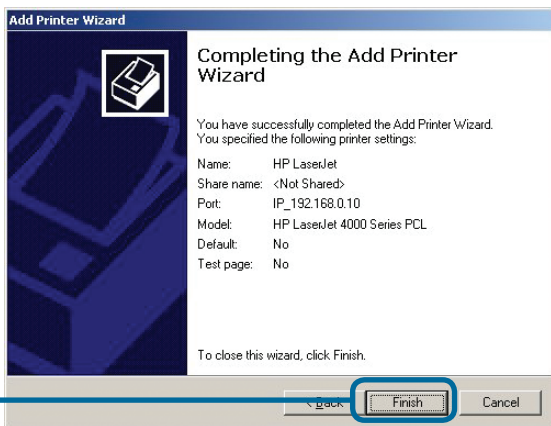 Add Printer Wizard
Completing the Add Printer
Wizard
You have successfully completed the Add Printer Wizard.
You specified the following printer settings:
Name: HP LaserJet
Share name: <Not Shared>
Port: IP_192.168.0.10
Model: HP LaserJet 4000 Series PCL
Default: No
Test page: No
To close this wizard, click Finish.
< Back Finish Cancel